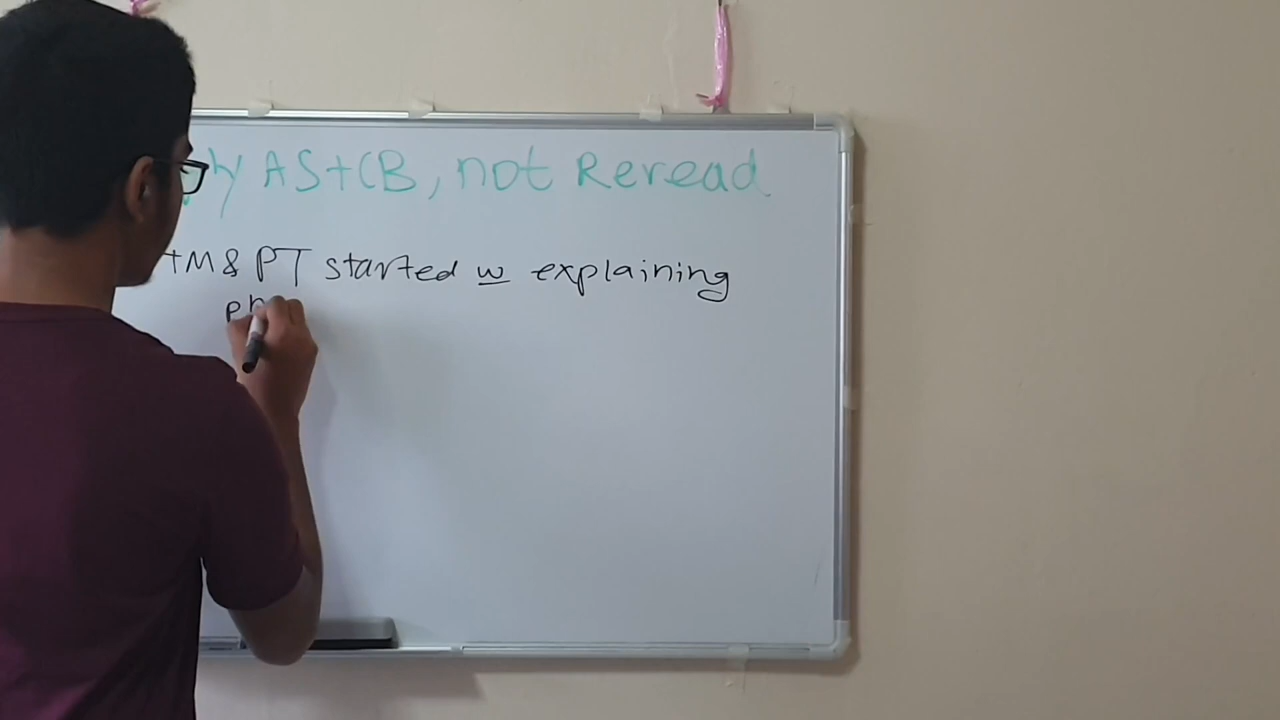 AS+CB, not Reread
M & PT started w explaining